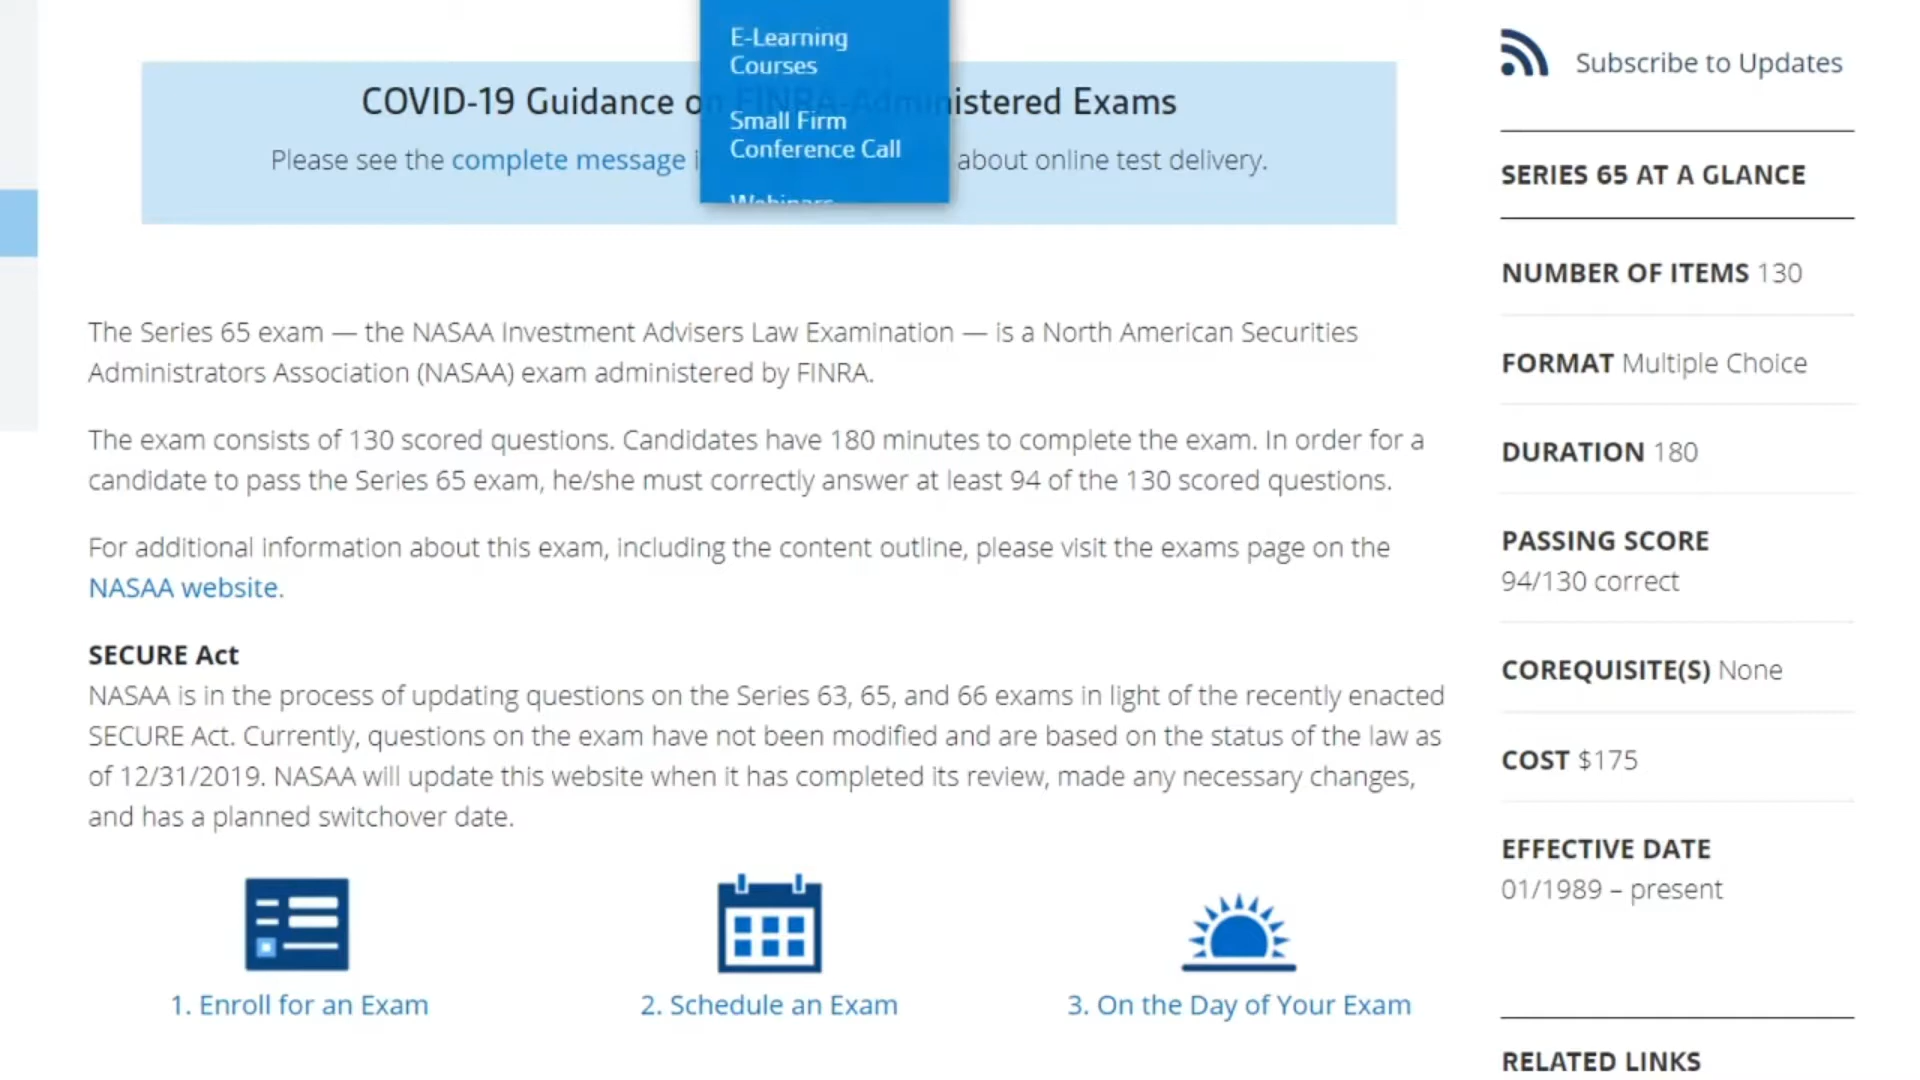 E-Learning
Courses
Small Firm
Conference Call
Webinars
COVID-19 Guidance on FINRA-Administered Exams
Please see the complete message about online test delivery.
The Series 65 exam — the NASAA Investment Advisers Law Examination — is a North American Securities
Administrators Association (NASAA) exam administered by FINRA.
The exam consists of 130 scored questions. Candidates have 180 minutes to complete the exam. In order for a
candidate to pass the Series 65 exam, he/she must correctly answer at least 94 of the 130 scored questions.
For additional information about this exam, including the content outline, please visit the exams page on the
NASAA website.
SECURE Act
NASAA is in the process of updating questions on the Series 63, 65, and 66 exams in light of the recently enacted
SECURE Act. Currently, questions on the exam have not been modified and are based on the status of the law as
of 12/31/2019. NASAA will update this website when it has completed its review, made any necessary changes,
and has a planned switchover date.
1. Enroll for an Exam
2. Schedule an Exam
3. On the Day of Your Exam
Subscribe to Updates
SERIES 65 AT A GLANCE
NUMBER OF ITEMS 130
FORMAT Multiple Choice
DURATION 180
PASSING SCORE
94/130 correct
COREQUISITE(S) None
COST $175
EFFECTIVE DATE
01/1989 – present
RELATED LINKS